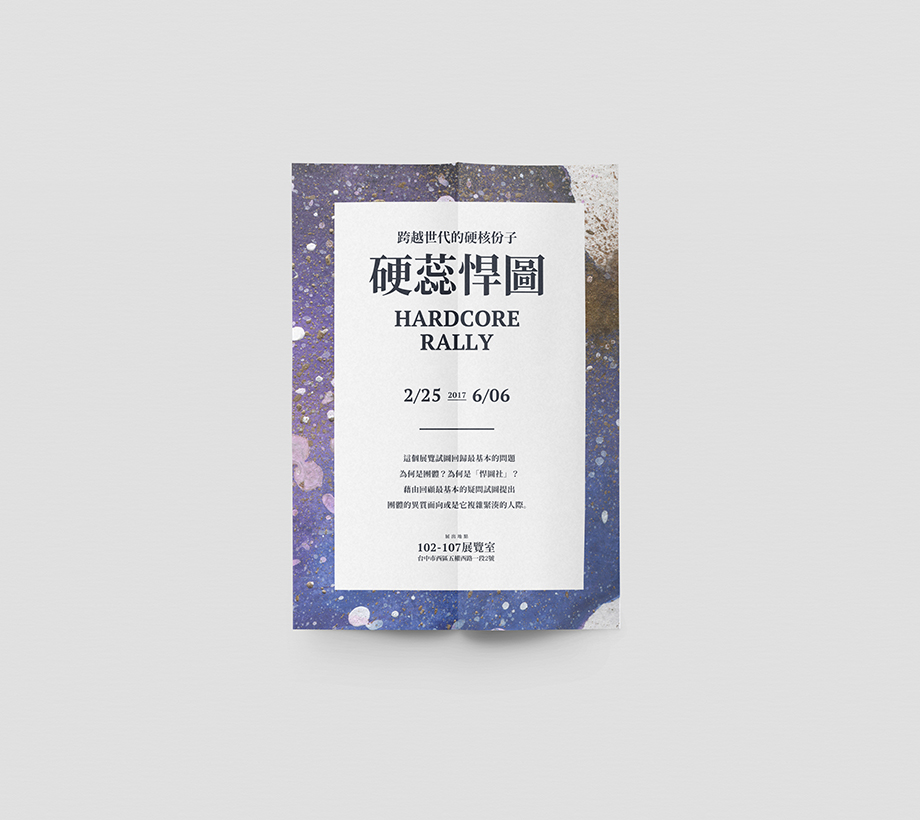 跨越世代的硬核份子
硬蕊悍圖
HARDCORE
RALLY
2/25 2017 6/06
這個展覽試圖回歸最基本的問題
為何是團體？為何是「悍圖社」？
藉由回顧最基本的疑問試圖提出
團體的異質面向或是它複雜緊湊的人際。
展出地點
102-107展覽室
台中市西區五權西路一段2號